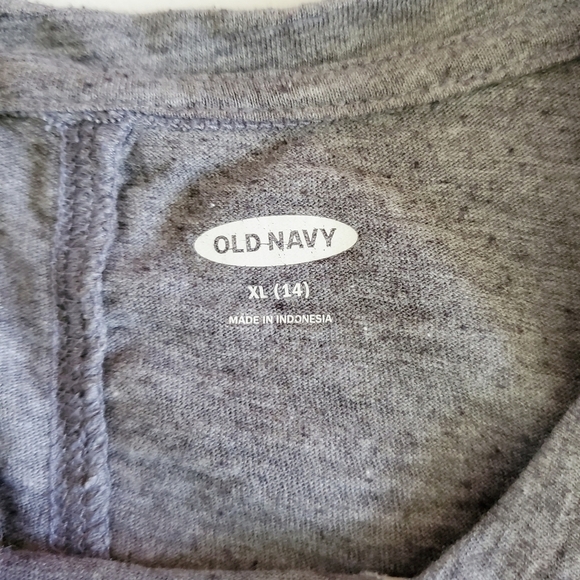 OLD NAVY
XL (14)
MADE IN INDONESIA